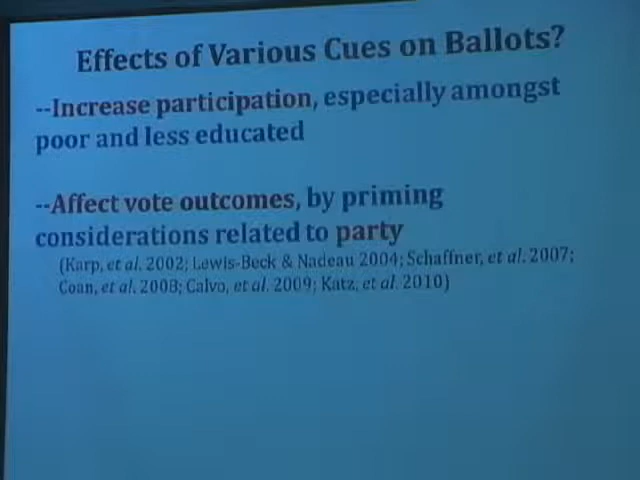 Effects of Various Cues on Ballots?
--Increase participation, especially amongst
poor and less educated
--Affect vote outcomes, by priming
considerations related to party
(Karp, et al. 2002; Lewis-Beck & Nadeau 2004; Schaffner, et al. 2007;
Coan, et al. 2008; Calvo, et al. 2009; Katz, et al. 2010)